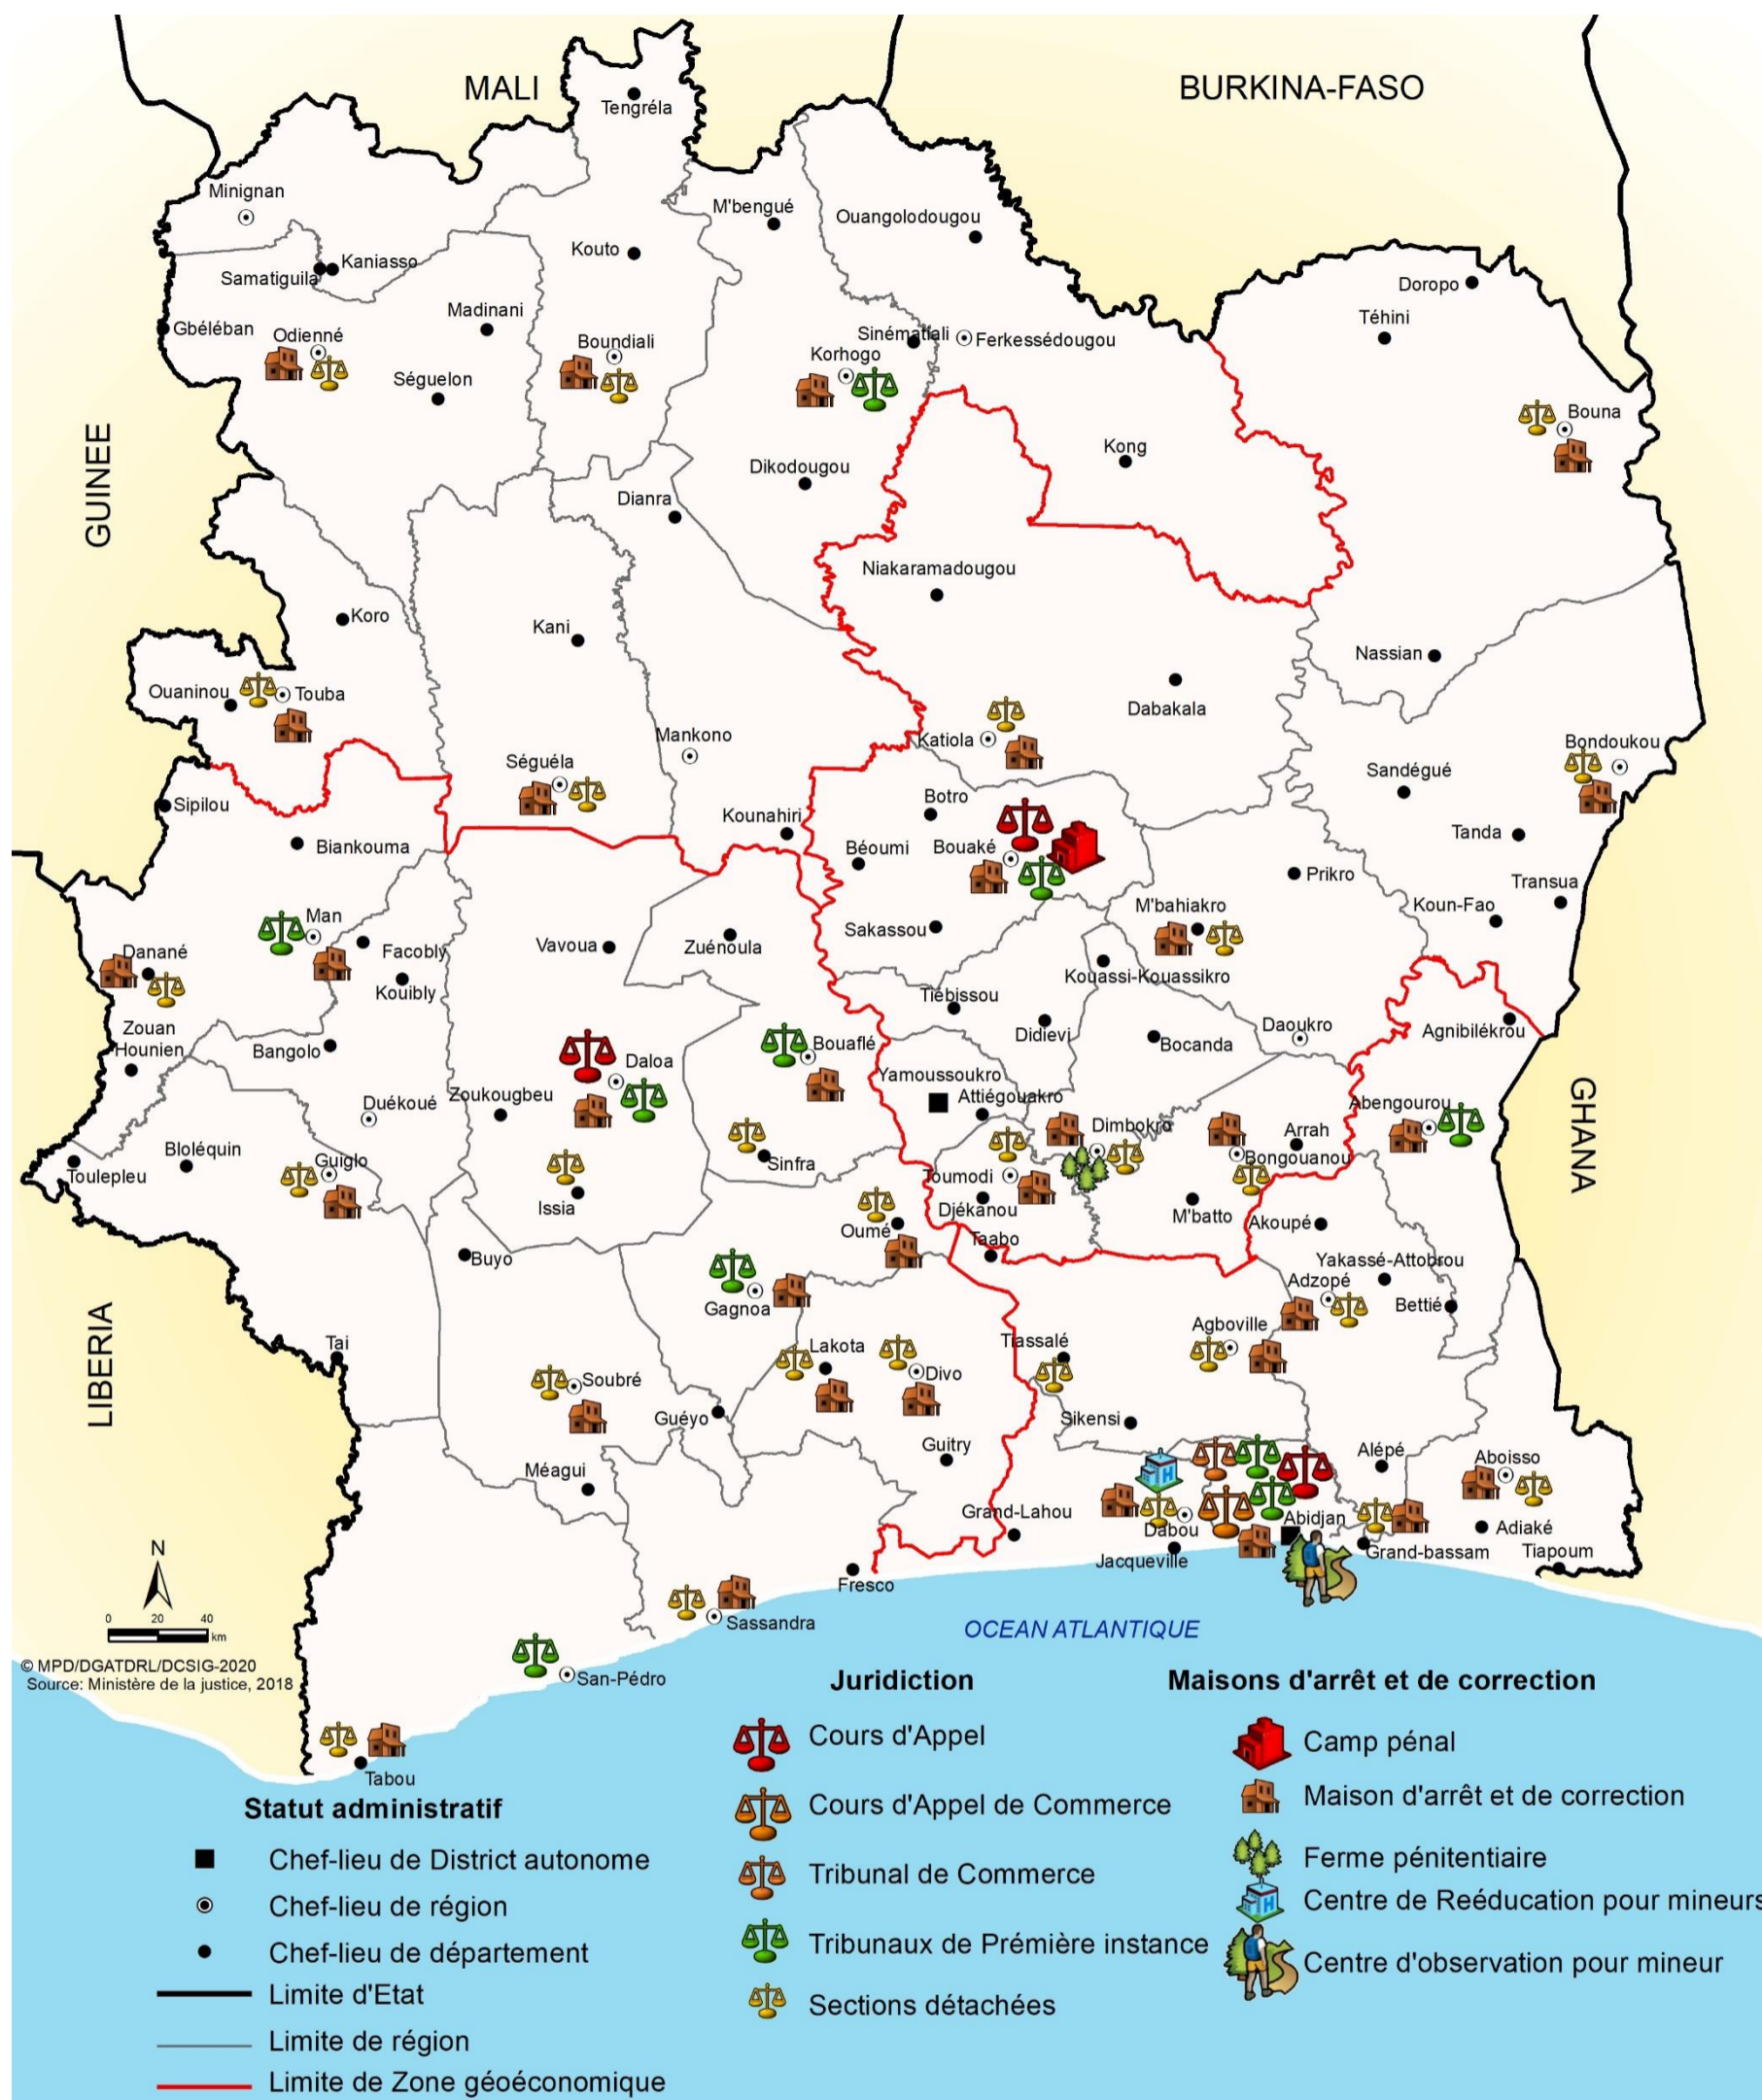 MALI
BURKINA-FASO
Tengréla
Minignan
M'bengué
Ouangolodougou
Kouto
Kaniasso
Samatiguila
Doropo
Madinani
Téhini
Gbéléban
Odienné
Boundiali
Sinématiali
Ferkessédougou
Korhogo
Séguelon
Bouna
GUINEE
Kong
Dikodougou
Dianra
Niakaramadougou
Koro
Kani
Nassian
Ouaninou
Touba
Dabakala
Mankono
Katiola
Bondoukou
Séguéla
Sandégué
Sipilou
Botro
Kounahiri
Tanda
Biankouma
Béoumi
Bouaké
Prikro
Transua
M'bahiakro
Koun-Fao
Man
Sakassou
Vavoua
Zuénoula
Danané
Facobly
Kouibly
Kouassi-Kouassikro
Tiébissou
Zouan
Hounien
Didievi
Daoukro
Agnibilékrou
Bangolo
Bocanda
Bouaflé
Daloa
Yamoussoukro
Zoukougbeu
Attiégouakro
Duékoué
Abengourou
GHANA
Dimbokro
Arrah
Bloléquin
Bongouanou
Guiglo
Sinfra
Toulepleu
Toumodi
Issia
Djékanou
M'batto
Akoupé
Oumé
Taabo
Buyo
Yakassé-Attobrou
Adzopé
Gagnoa
Bettié
Agboville
LIBERIA
Tai
Tiassalé
Lakota
Divo
Soubré
Guéyo
Sikensi
Guitry
Alépé
Aboisso
Méagui
Grand-Lahou
Abidjan
Dabou
Adiaké
Jacqueville
Grand-bassam
Tiapoum
N
Fresco
0 20 40
km
Sassandra
OCEAN ATLANTIQUE
© MPD/DGATDRL/DCSIG-2020
Source: Ministère de la justice, 2018
San-Pédro
Tabou
Statut administratif
Chef-lieu de District autonome
Chef-lieu de région
Chef-lieu de département
Limite d'Etat
Limite de région
Limite de Zone géoéconomique
Juridiction
Cours d'Appel
Cours d'Appel de Commerce
Tribunal de Commerce
Tribunaux de Prémière instance
Sections détachées
Maisons d'arrêt et de correction
Camp pénal
Maison d'arrêt et de correction
Ferme pénitentiaire
Centre de Reéducation pour mineurs
Centre d'observation pour mineur